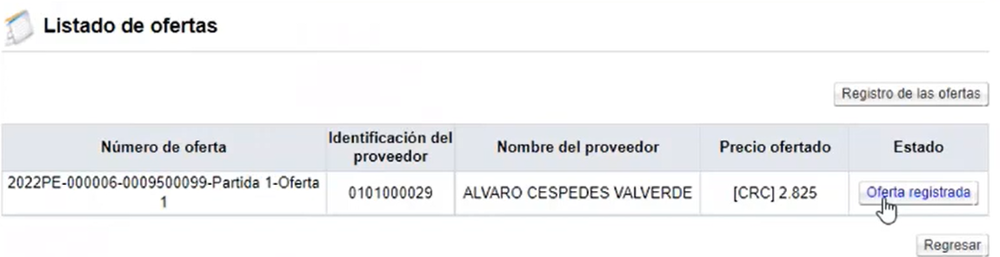 Listado de ofertas
Registro de las ofertas
Número de oferta
Identificación del
proveedor
Nombre del proveedor
Precio ofertado
Estado
2022PE-000006-0009500099-Partida 1-Oferta
1
0101000029
ALVARO CESPEDES VALVERDE
[CRC] 2.825
Oferta registrada
Regresar